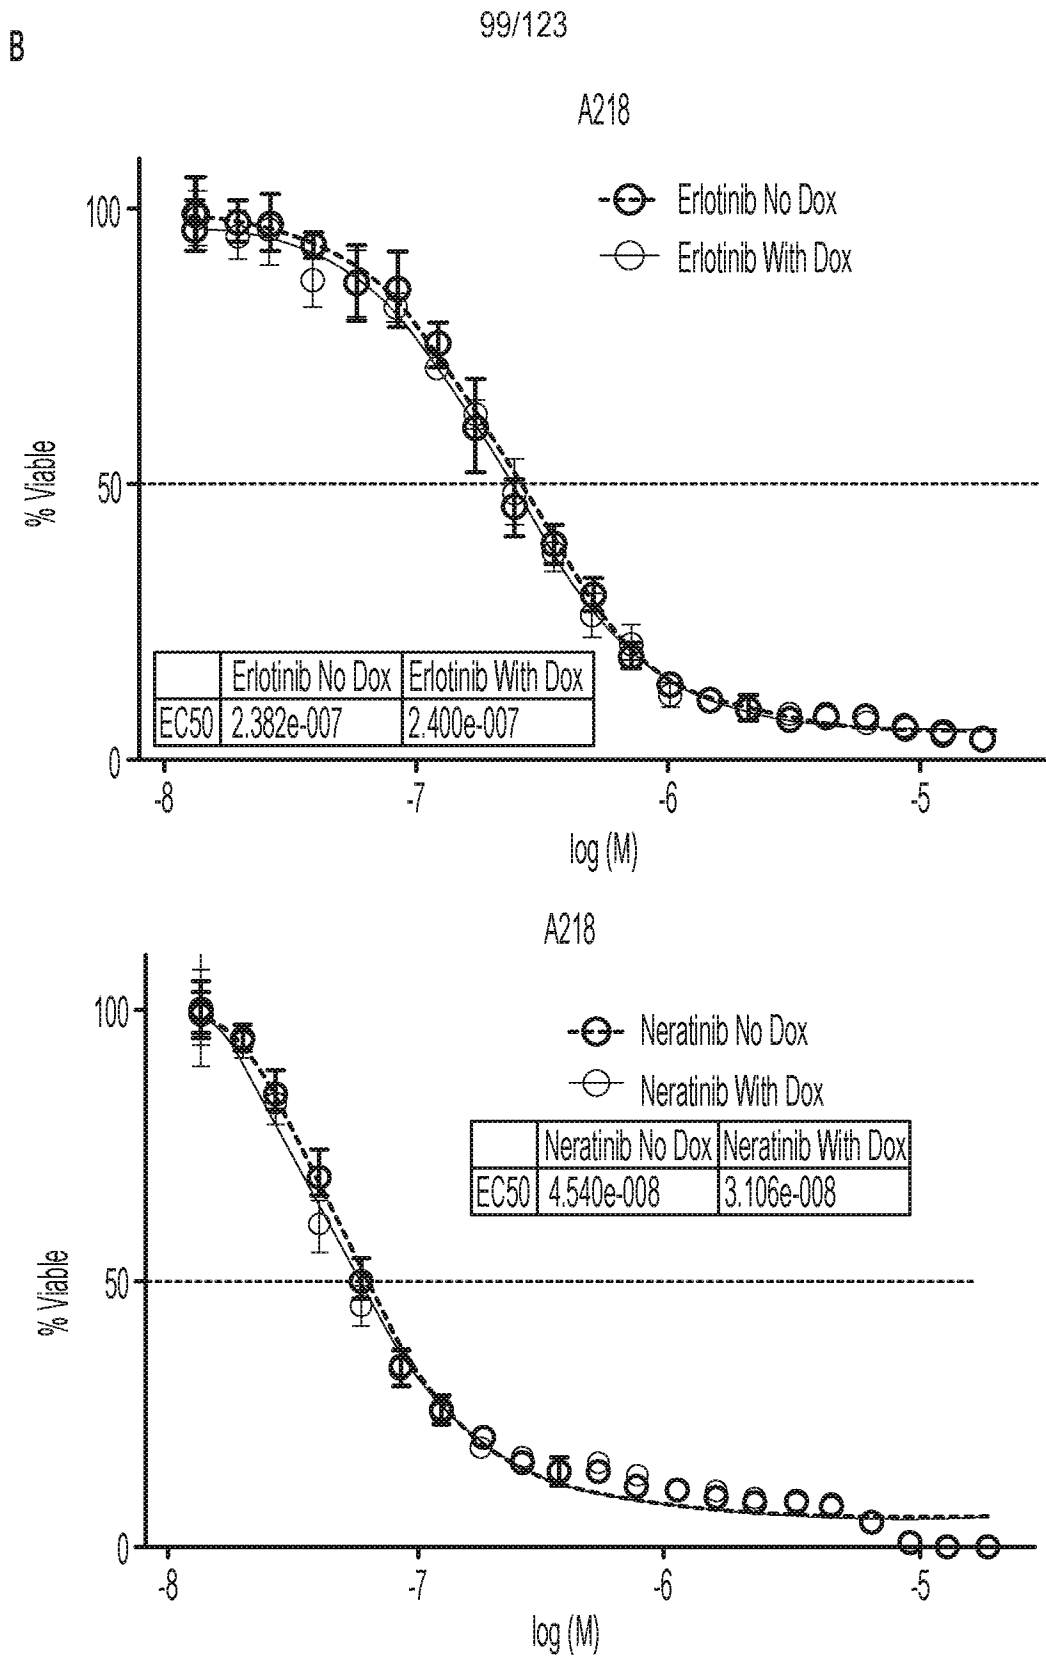 99/123
B
A218
Erlotinib No Dox
Erlotinib With Dox
100
50
0
% Viable
Erlotinib No Dox Erlotinib With Dox
EC50 2.382e-007 2.400e-007
-8 -7 -6 -5
log (M)
A218
Neratinib No Dox
Neratinib With Dox
Neratinib No Dox Neratinib With Dox
EC50 4.540e-008 3.106e-008
100
50
0
% Viable
-8 -7 -6 -5
log (M)